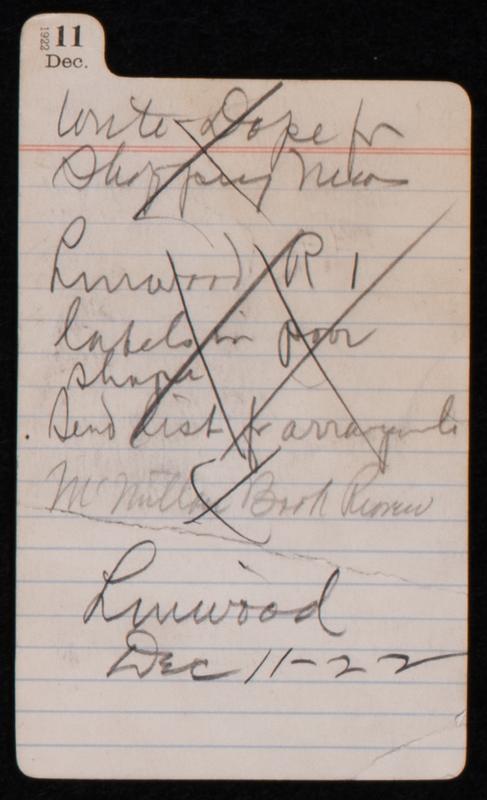 1922
11
Dec.
Write Dope for
Shopping News
Linwood R 1
labels in poor
shape
Send list for arrangements
McMillan Book Review
Linwood
Dec 11-22